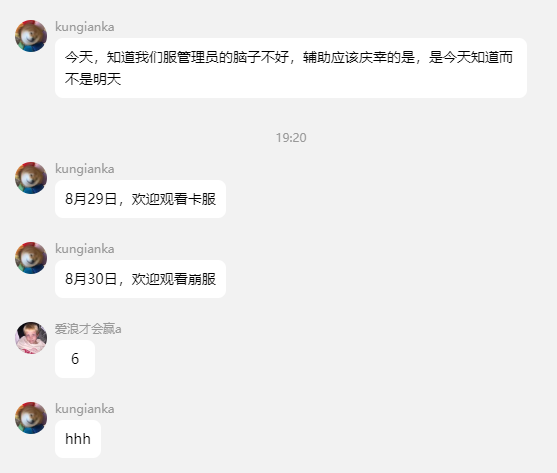 kungianka
今天，知道我们服管理员的脑子不好，辅助应该庆幸的是，是今天知道而
不是明天
19:20
kungianka
8月29日，欢迎观看卡服
kungianka
8月30日，欢迎观看崩服
爱浪才会赢a
6
kungianka
hhh